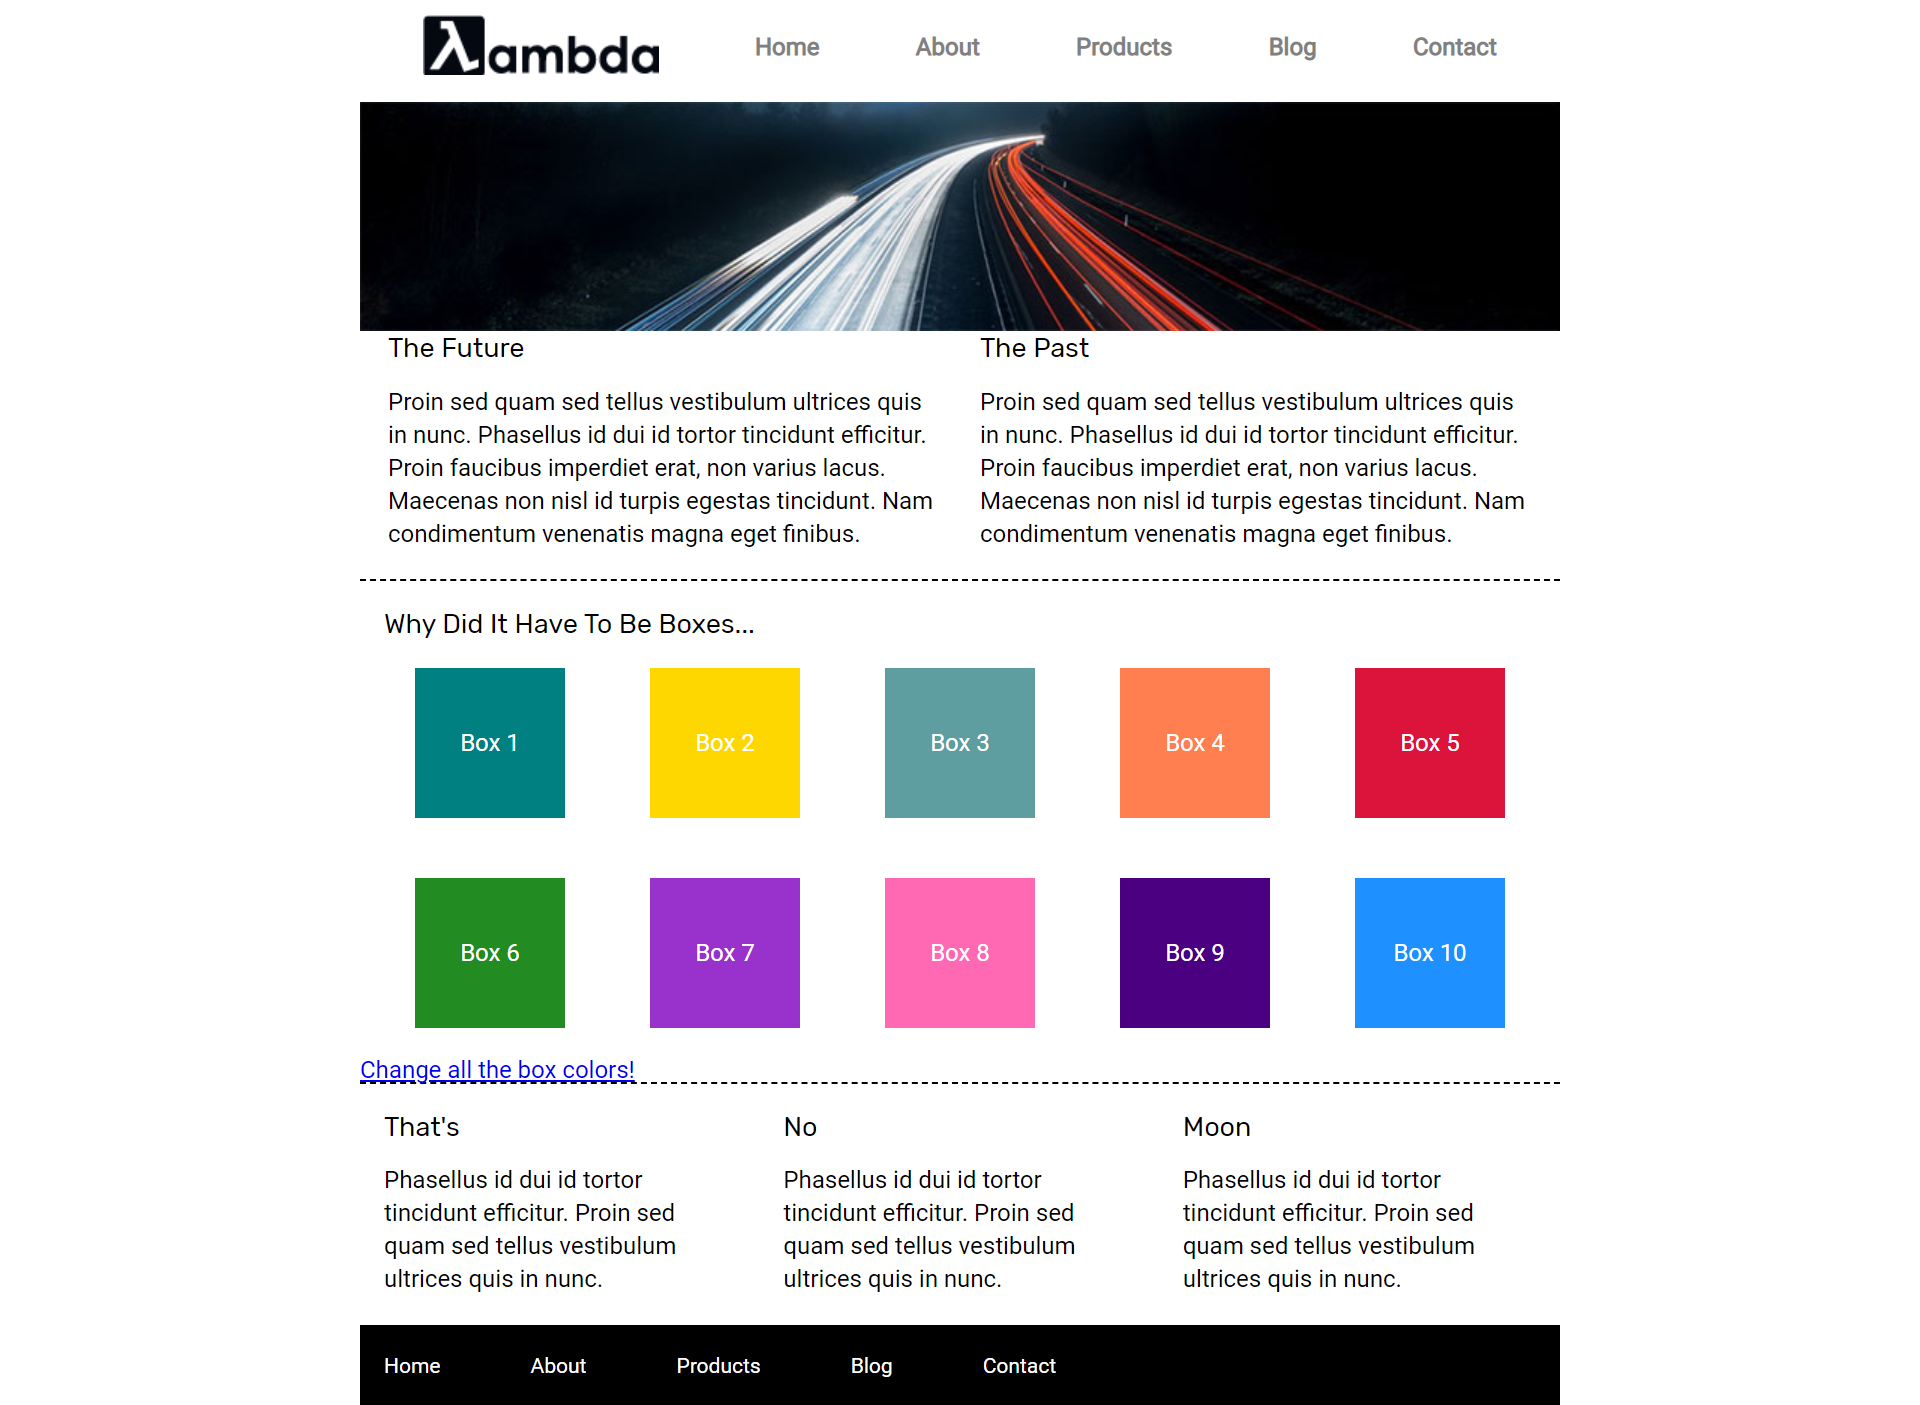 λambda
Home About Products Blog Contact
The Future
Proin sed quam sed tellus vestibulum ultrices quis
in nunc. Phasellus id dui id tortor tincidunt efficitur.
Proin faucibus imperdiet erat, non varius lacus.
Maecenas non nisl id turpis egestas tincidunt. Nam
condimentum venenatis magna eget finibus.
The Past
Proin sed quam sed tellus vestibulum ultrices quis
in nunc. Phasellus id dui id tortor tincidunt efficitur.
Proin faucibus imperdiet erat, non varius lacus.
Maecenas non nisl id turpis egestas tincidunt. Nam
condimentum venenatis magna eget finibus.
Why Did It Have To Be Boxes...
Box 1
Box 2
Box 3
Box 4
Box 5
Box 6
Box 7
Box 8
Box 9
Box 10
Change all the box colors!
That's
Phasellus id dui id tortor
tincidunt efficitur. Proin sed
quam sed tellus vestibulum
ultrices quis in nunc.
No
Phasellus id dui id tortor
tincidunt efficitur. Proin sed
quam sed tellus vestibulum
ultrices quis in nunc.
Moon
Phasellus id dui id tortor
tincidunt efficitur. Proin sed
quam sed tellus vestibulum
ultrices quis in nunc.
Home About Products Blog Contact